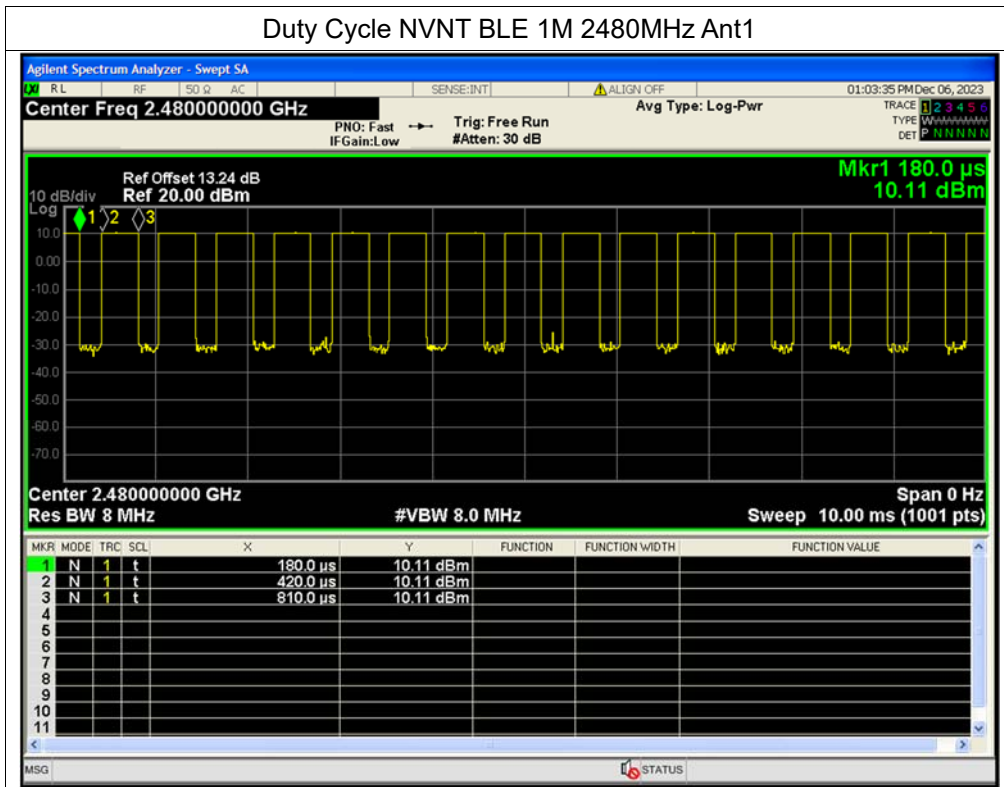 Duty Cycle NVNT BLE 1M 2480MHz Ant1
Agilent Spectrum Analyzer - Swept SA
LXI RL RF 50 Ω AC SENSE:INT ALIGN OFF 01:03:35 PM Dec 06, 2023
Center Freq 2.480000000 GHz
PNO: Fast
IFGain:Low
Trig: Free Run
#Atten: 30 dB
Avg Type: Log-Pwr
TRACE 1 2 3 4 5 6
TYPE
DET P N N N N N
Mkr1 180.0 µs
10.11 dBm
Ref Offset 13.24 dB
10 dB/div Ref 20.00 dBm
Log
1 2 3
10.0
0.00
-10.0
-20.0
-30.0
-40.0
-50.0
-60.0
-70.0
Center 2.480000000 GHz Span 0 Hz
Res BW 8 MHz #VBW 8.0 MHz Sweep 10.00 ms (1001 pts)
MKR MODE TRC SCL X Y FUNCTION FUNCTION WIDTH FUNCTION VALUE
1 N 1 t 180.0 µs 10.11 dBm
2 N 1 t 420.0 µs 10.11 dBm
3 N 1 t 810.0 µs 10.11 dBm
4
5
6
7
8
9
10
11
MSG STATUS